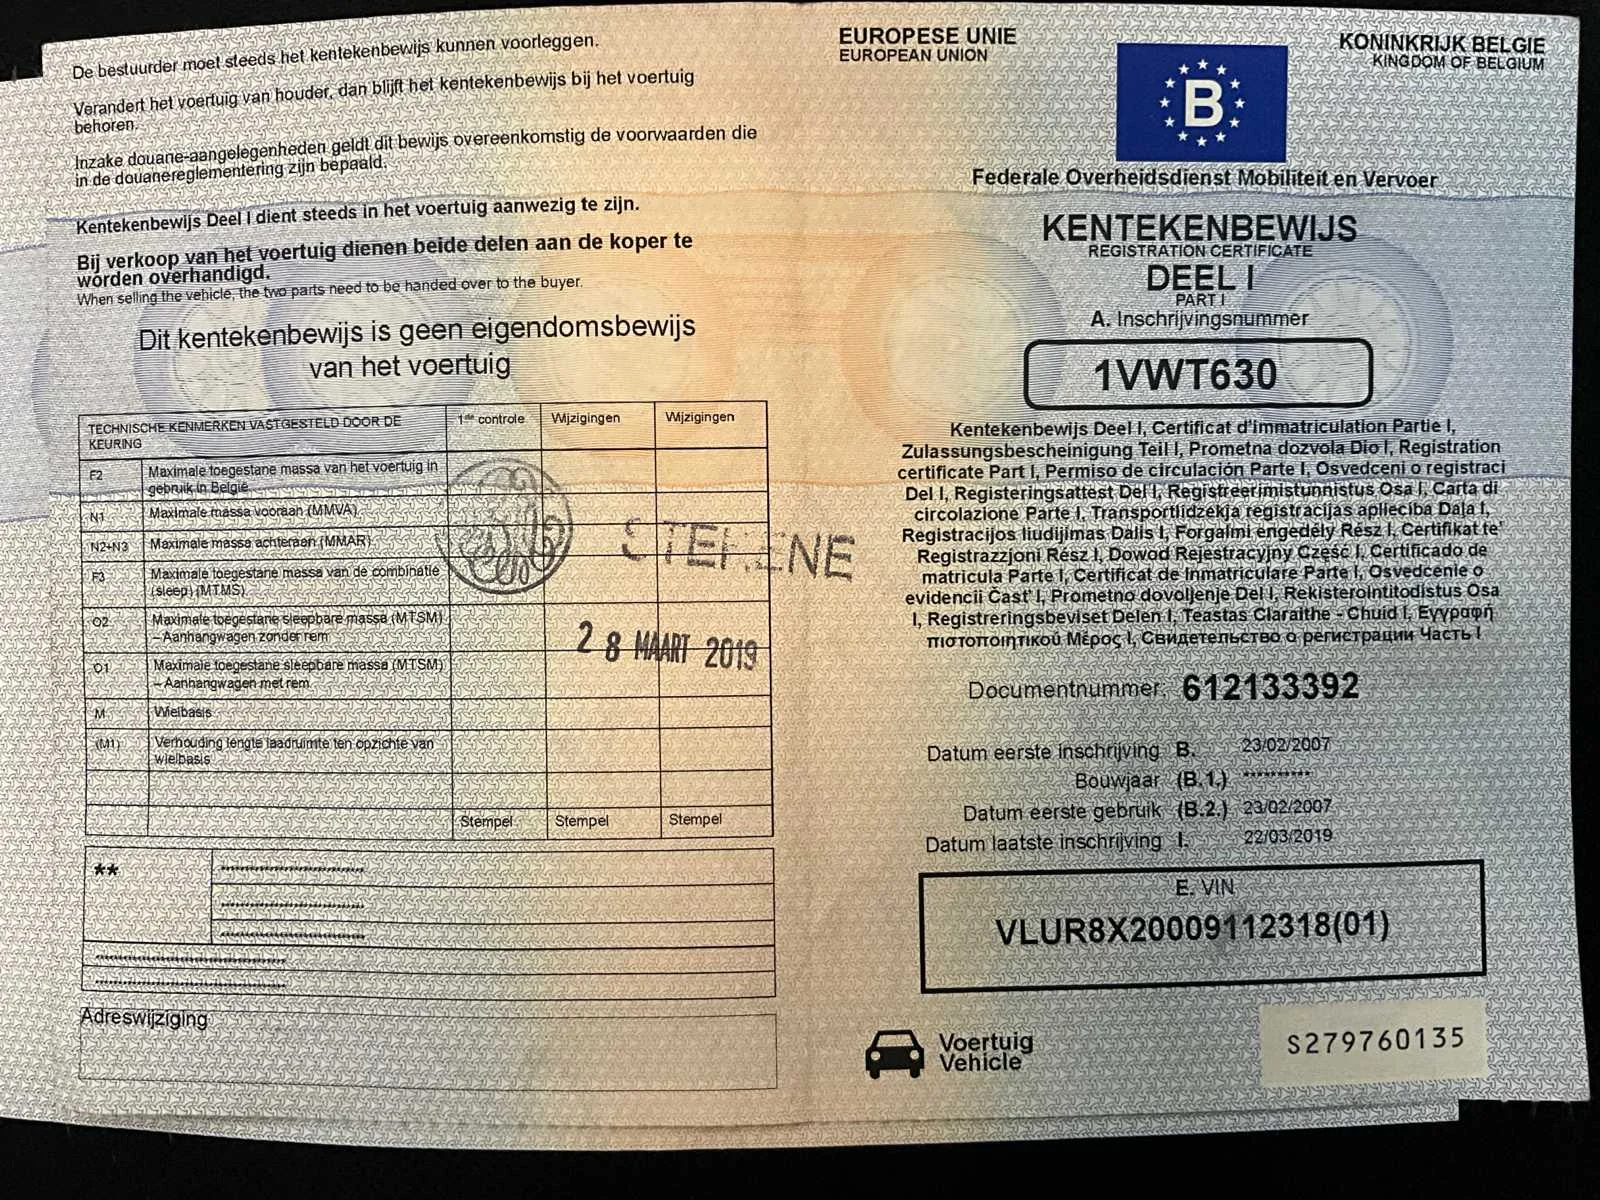 De bestuurder moet steeds het kentekenbewijs kunnen voorleggen.
Verandert het voertuig van houder, dan blijft het kentekenbewijs bij het voertuig
behoren.
Inzake douane-aangelegenheden geldt dit bewijs overeenkomstig de voorwaarden die
in de douanereglementering zijn bepaald.
Kentekenbewijs Deel I dient steeds in het voertuig aanwezig te zijn.
Bij verkoop van het voertuig dienen beide delen aan de koper te
worden overhandigd.
When selling the vehicle, the two parts need to be handed over to the buyer.
Dit kentekenbewijs is geen eigendomsbewijs
van het voertuig
TECHNISCHE KENMERKEN VASTGESTELD DOOR DE
KEURING
1ste controle
Wijzigingen
Wijzigingen
F2
Maximale toegestane massa van het voertuig in
gebruik in België
N1
Maximale massa vooraan (MMVA)
N2+N3
Maximale massa achteraan (MMAR)
F3
Maximale toegestane massa van de combinatie
(sleep) (MTMS)
O2
Maximale toegestane sleepbare massa (MTSM)
– Aanhangwagen zonder rem
O1
Maximale toegestane sleepbare massa (MTSM)
– Aanhangwagen met rem
M
Wielbasis
(M1)
Verhouding lengte laadruimte ten opzichte van
wielbasis
Stempel
Stempel
Stempel
STEKENE
28 MAART 2019
**
Adreswijziging
EUROPESE UNIE
EUROPEAN UNION
B
KONINKRIJK BELGIE
KINGDOM OF BELGIUM
Federale Overheidsdienst Mobiliteit en Vervoer
KENTEKENBEWIJS
REGISTRATION CERTIFICATE
DEEL I
PART I
A. Inschrijvingsnummer
1VWT630
Kentekenbewijs Deel I, Certificat d'immatriculation Partie I,
Zulassungsbescheinigung Teil I, Prometna dozvola Dio I, Registration
certificate Part I, Permiso de circulación Parte I, Osvedceni o registraci
Del I, Registeringsattest Del I, Registreerimistunnistus Osa I, Carta di
circolazione Parte I, Transportlidzekja registracijas aplieciba Daļa I,
Registracijos liudijimas Dalis I, Forgalmi engedély Rész I, Certifikat te'
Registrazzjoni Rész I, Dowod Rejestracyjny Część I, Certificado de
matricula Parte I, Certificat de Inmatriculare Parte I, Osvedcenie o
evidencii Čast' I, Prometno dovoljenje Del I, Rekisterointitodistus Osa
I, Registreringsbeviset Delen I, Teastas Claraithe - Chuid I, Εγγραφή
πιστοποιητικού Μέρος I, Свидетельство о регистрации Часть I
Documentnummer: 612133392
Datum eerste inschrijving B. 23/02/2007
Bouwjaar (B.1.) **********
Datum eerste gebruik (B.2.) 23/02/2007
Datum laatste inschrijving I. 22/03/2019
E. VIN
VLUR8X20009112318(01)
Voertuig
Vehicle
S279760135